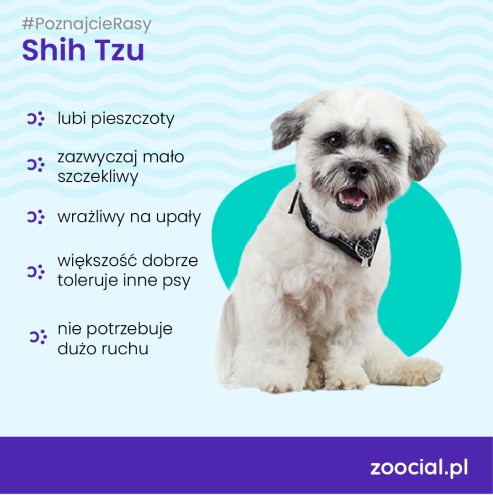 #PoznajcieRasy
Shih Tzu
lubi pieszczoty
zazwyczaj mało
szczekliwy
wrażliwy na upały
większość dobrze
toleruje inne psy
nie potrzebuje
dużo ruchu
zoocial.pl